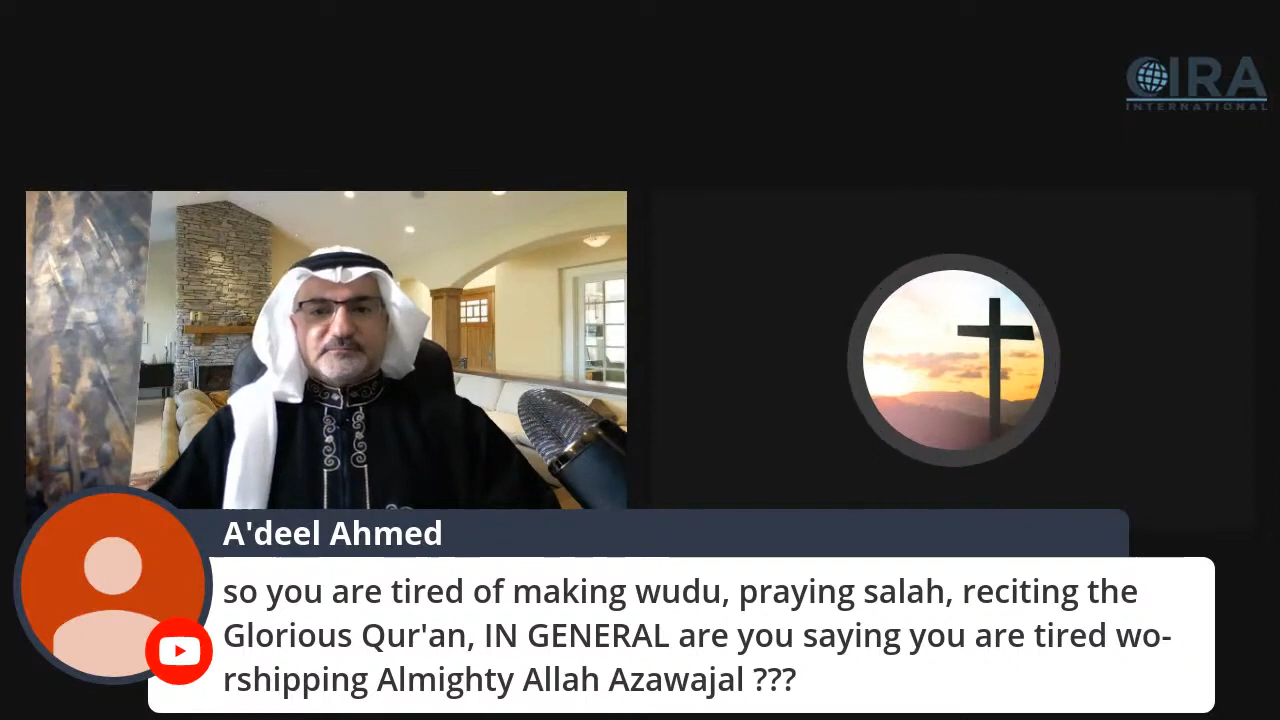 CIRA
INTERNATIONAL
A'deel Ahmed
so you are tired of making wudu, praying salah, reciting the
Glorious Qur'an, IN GENERAL are you saying you are tired wo-
rshipping Almighty Allah Azawajal ???